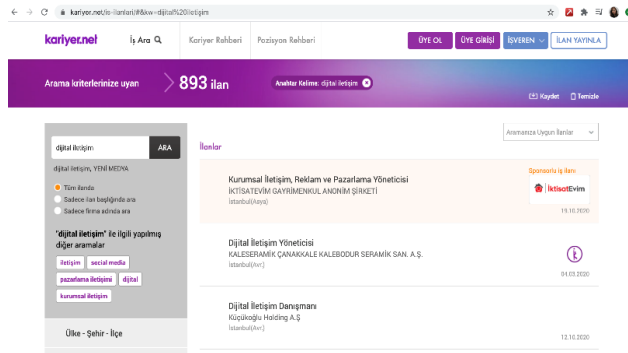 kariyor.net/is-ilanlari/#&kw=dijital%20iletişim
kariyer.net
İş Ara
Kariyer Rehberi
Pozisyon Rehberi
ÜYE OL
ÜYE GİRİŞİ
İŞVEREN
İLAN YAYINLA
Arama kriterlerinize uyan
893 ilan
Anahtar Kelime: dijital iletişim
Kaydet
Temizle
dijital iletişim
ARA
dijital iletişim, YENİ MEDYA
Tüm ilanda
Sadece ilan başlığında ara
Sadece firma adında ara
"dijital iletişim" ile ilgili yapılmış
diğer aramalar
iletişim
social media
pazarlama iletişimi
dijital
kurumsal iletişim
Ülke - Şehir - İlçe
Aramanıza Uygun İlanlar
İlanlar
Kurumsal İletişim, Reklam ve Pazarlama Yöneticisi
İKTİSATEVİM GAYRİMENKUL ANONİM ŞİRKETİ
İstanbul(Asya)
Sponsorlu iş ilanı
İktisatEvim
19.10.2020
Dijital İletişim Yöneticisi
KALESERAMİK ÇANAKKALE KALEBODUR SERAMİK SAN. A.Ş.
İstanbul(Avr.)
04.03.2020
Dijital İletişim Danışmanı
Küçükoğlu Holding A.Ş
İstanbul(Avr.)
12.10.2020